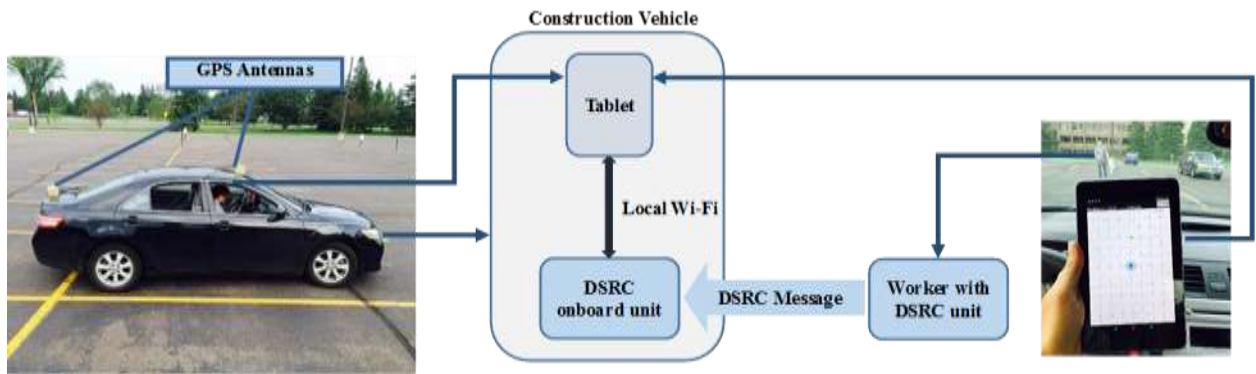 Construction Vehicle
GPS Antennas
Tablet
Local Wi-Fi
DSRC
onboard unit
DSRC Message
Worker with
DSRC unit